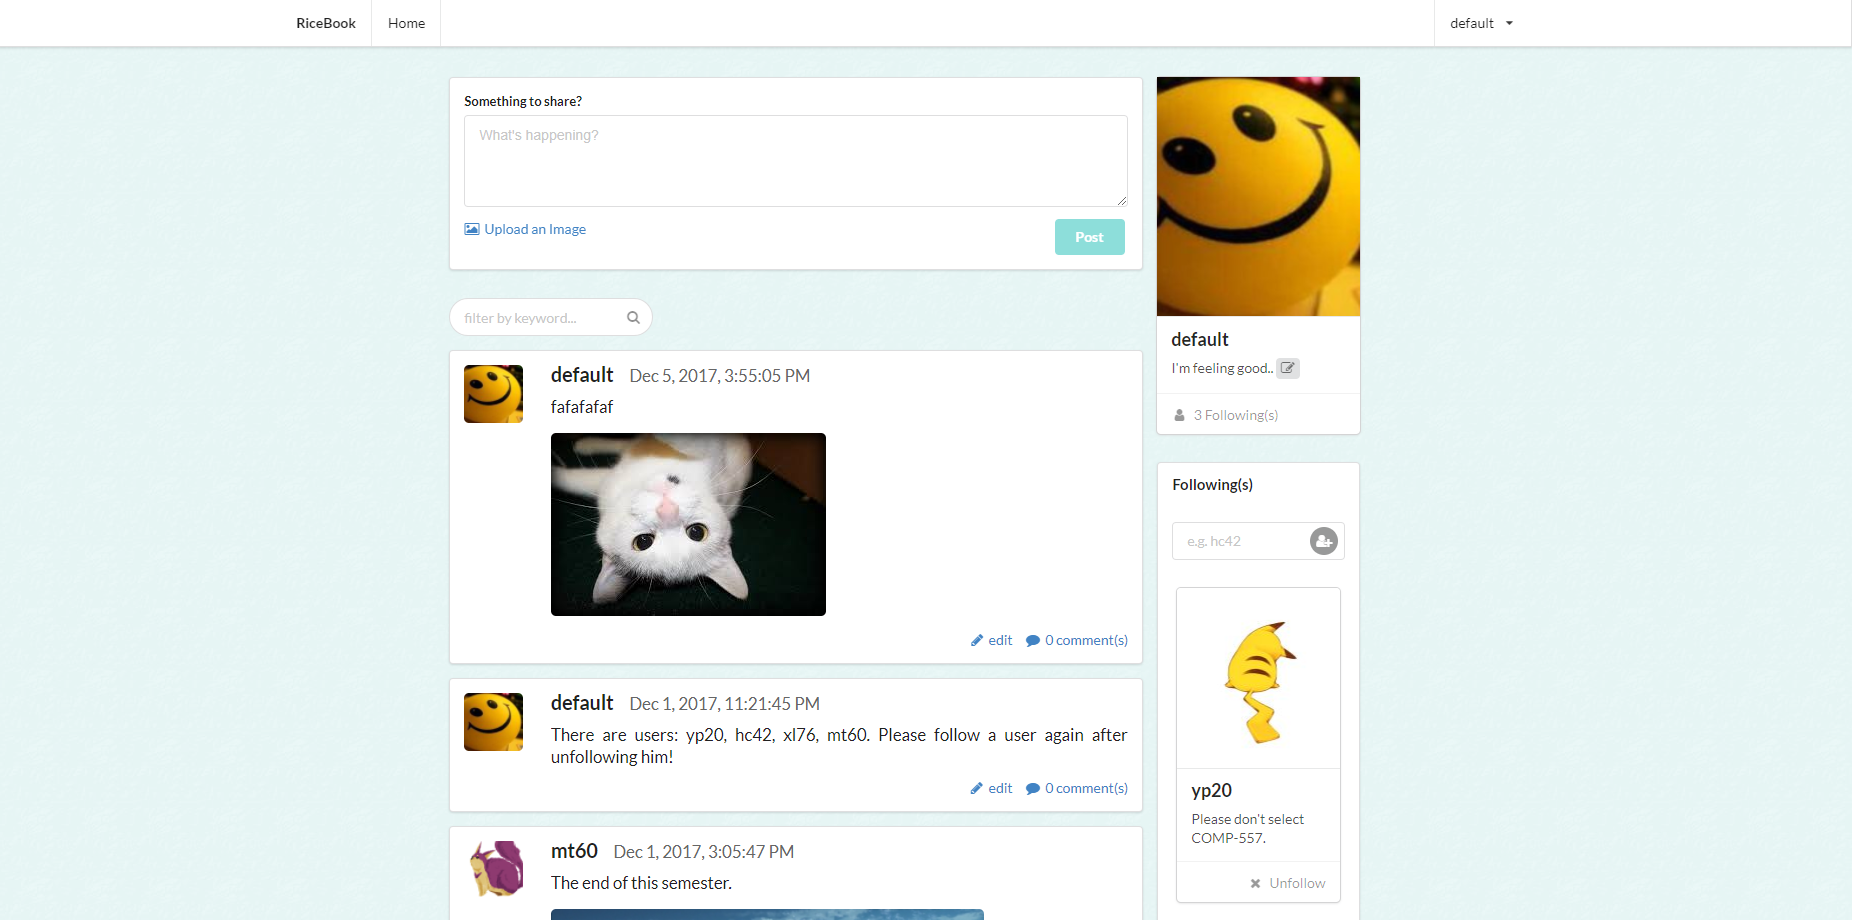 RiceBook
Home
default
Something to share?
What's happening?
Upload an Image
Post
filter by keyword...
default Dec 5, 2017, 3:55:05 PM
fafafafaf
edit 0 comment(s)
default Dec 1, 2017, 11:21:45 PM
There are users: yp20, hc42, xl76, mt60. Please follow a user again after
unfollowing him!
edit 0 comment(s)
mt60 Dec 1, 2017, 3:05:47 PM
The end of this semester.
default
I'm feeling good..
3 Following(s)
Following(s)
e.g. hc42
yp20
Please don't select
COMP-557.
Unfollow